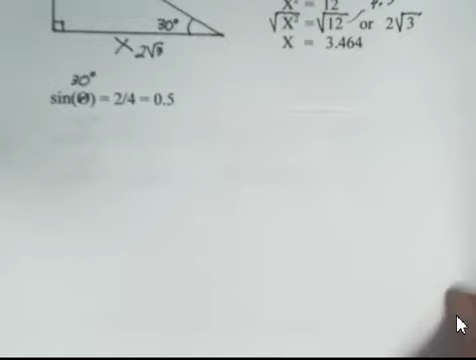 X² = 12
30°
√X² = √12 or 2√3
X 2√3
X = 3.464
30°
sin(Θ) = 2/4 = 0.5